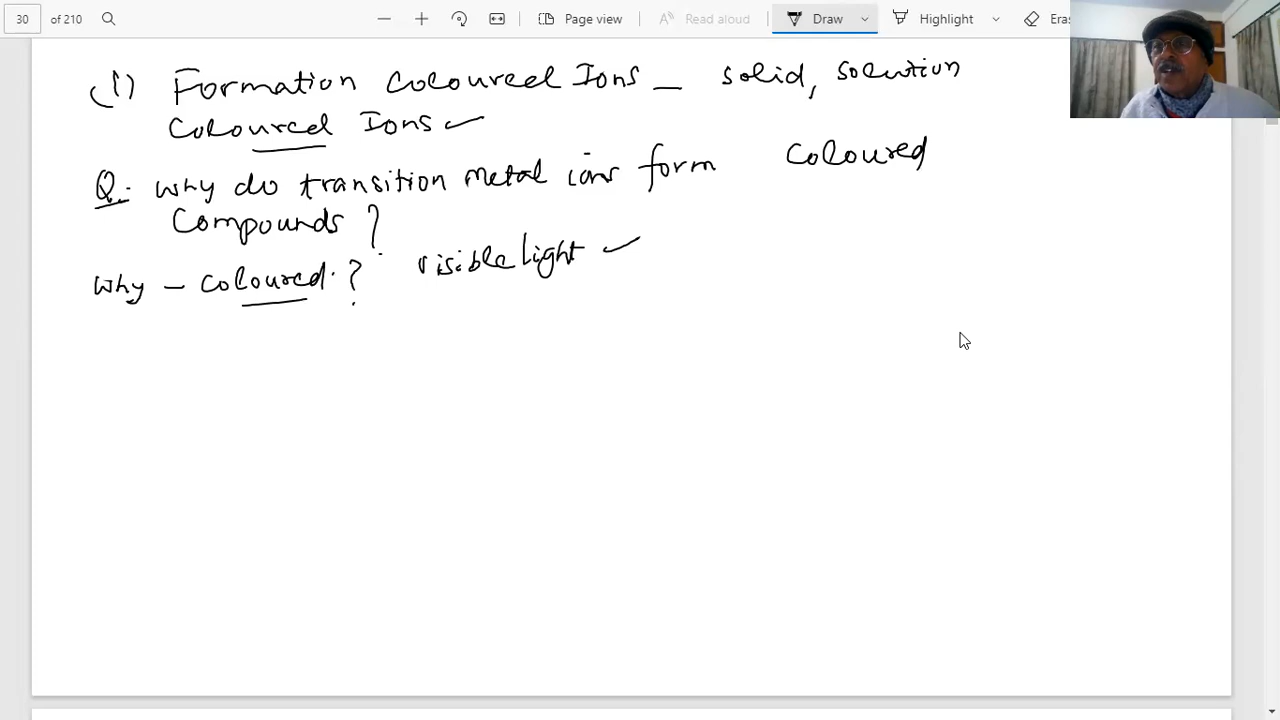 30 of 210 Page view Read aloud Draw Highlight Eras
(1) Formation Coloured Ions _ solid, solution
Coloured Ions ✓
Q:- Why do transition metal ions form Coloured
Compounds ?
Why - coloured. ? visible light ✓